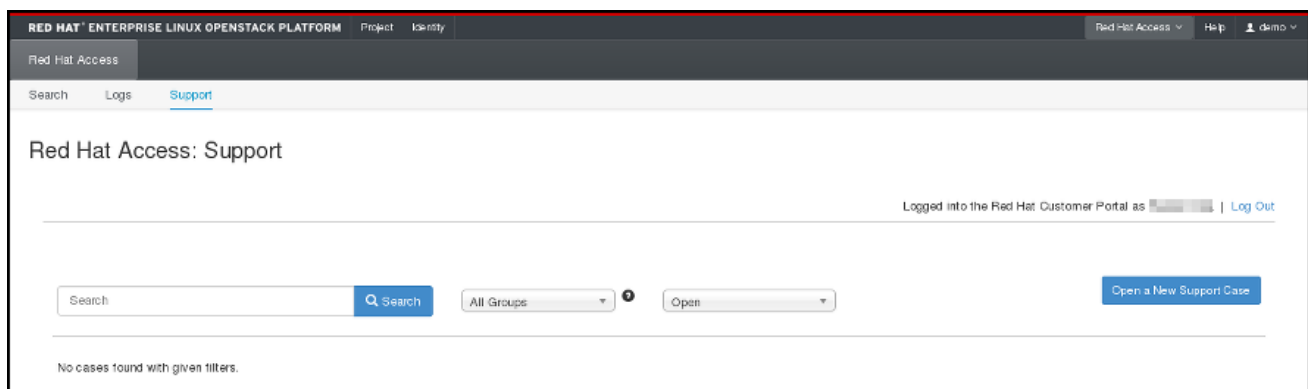 RED HAT® ENTERPRISE LINUX OPENSTACK PLATFORM Project Identity Red Hat Access Help demo
Red Hat Access
Search Logs Support
Red Hat Access: Support
Logged into the Red Hat Customer Portal as | Log Out
Search Search All Groups ? Open Open a New Support Case
No cases found with given filters.